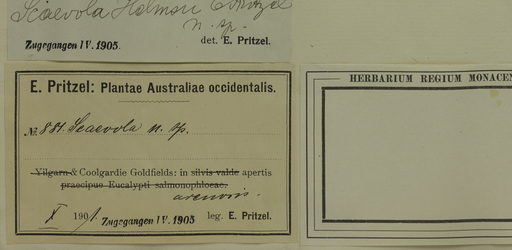 Scaevola Helmsii Pritzel
n. sp.
Zugegangen IV. 1905. det. E. Pritzel.
E. Pritzel: Plantae Australiae occidentalis.
№ 881. Scaevola n. sp.
Yilgarn & Coolgardie Goldfields: in silvis valde apertis
praecipue Eucalypti salmonophloeae.
arenosis.
X 1901. Zugegangen IV. 1905 leg. E. Pritzel.
HERBARIUM REGIUM MONACEN